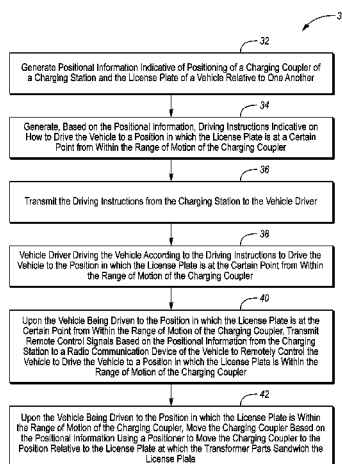 3
32
Generate Positional Information Indicative of Positioning of a Charging Coupler of
a Charging Station and the License Plate of a Vehicle Relative to One Another
34
Generate, Based on the Positional Information, Driving Instructions Indicative on
How to Drive the Vehicle to a Position in which the License Plate is at a Certain
Point from Within the Range of Motion of the Charging Coupler
36
Transmit the Driving Instructions from the Charging Station to the Vehicle Driver
38
Vehicle Driver Driving the Vehicle According to the Driving Instructions to Drive the
Vehicle to the Position in which the License Plate is at the Certain Point from Within
the Range of Motion of the Charging Coupler
40
Upon the Vehicle Being Driven to the Position in which the License Plate is at the
Certain Point from Within the Range of Motion of the Charging Coupler, Transmit
Remote Control Signals Based on the Positional Information from the Charging
Station to a Radio Communication Device of the Vehicle to Remotely Control the
Vehicle to Drive the Vehicle to a Position in which the License Plate is Within the
Range of Motion of the Charging Coupler
42
Upon the Vehicle Being Driven to the Position in which the License Plate is Within
the Range of Motion of the Charging Coupler, Move the Charging Coupler Based on
the Positional Information Using a Positioner to Move the Charging Coupler to the
Position Relative to the License Plate at which the Transformer Parts Sandwich the
License Plate